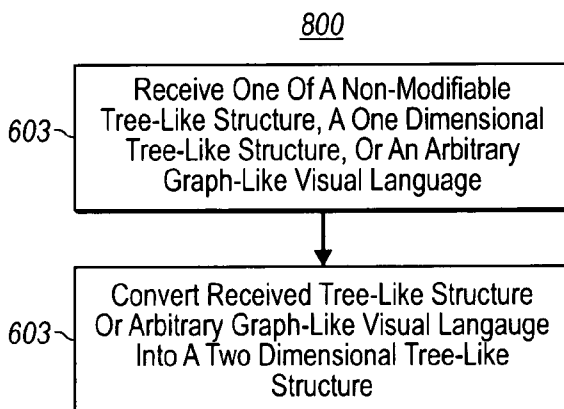 800
Receive One Of A Non-Modifiable
603
Tree-Like Structure, A One Dimensional
Tree-Like Structure, Or An Arbitrary
Graph-Like Visual Language
Convert Received Tree-Like Structure
603
Or Arbitrary Graph-Like Visual Langauge
Into A Two Dimensional Tree-Like
Structure